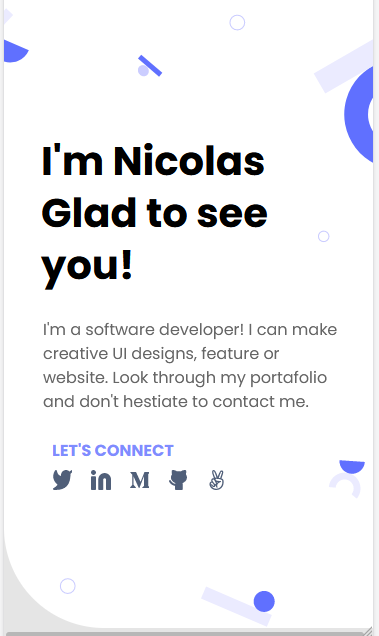 I'm Nicolas
Glad to see
you!
I'm a software developer! I can make
creative UI designs, feature or
website. Look through my portafolio
and don't hestiate to contact me.
LET'S CONNECT